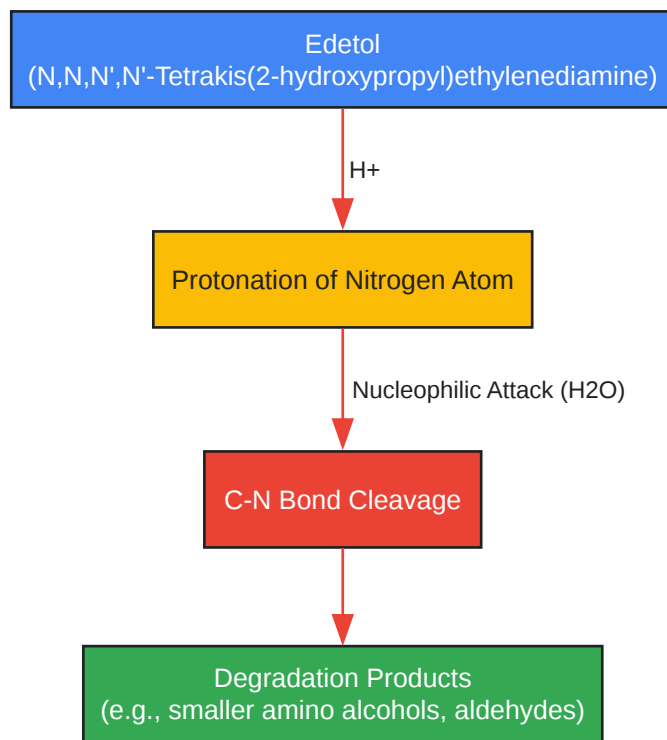 Edetol
(N,N,N',N'-Tetrakis(2-hydroxypropyl)ethylenediamine)
H+
Protonation of Nitrogen Atom
Nucleophilic Attack (H2O)
C-N Bond Cleavage
Degradation Products
(e.g., smaller amino alcohols, aldehydes)